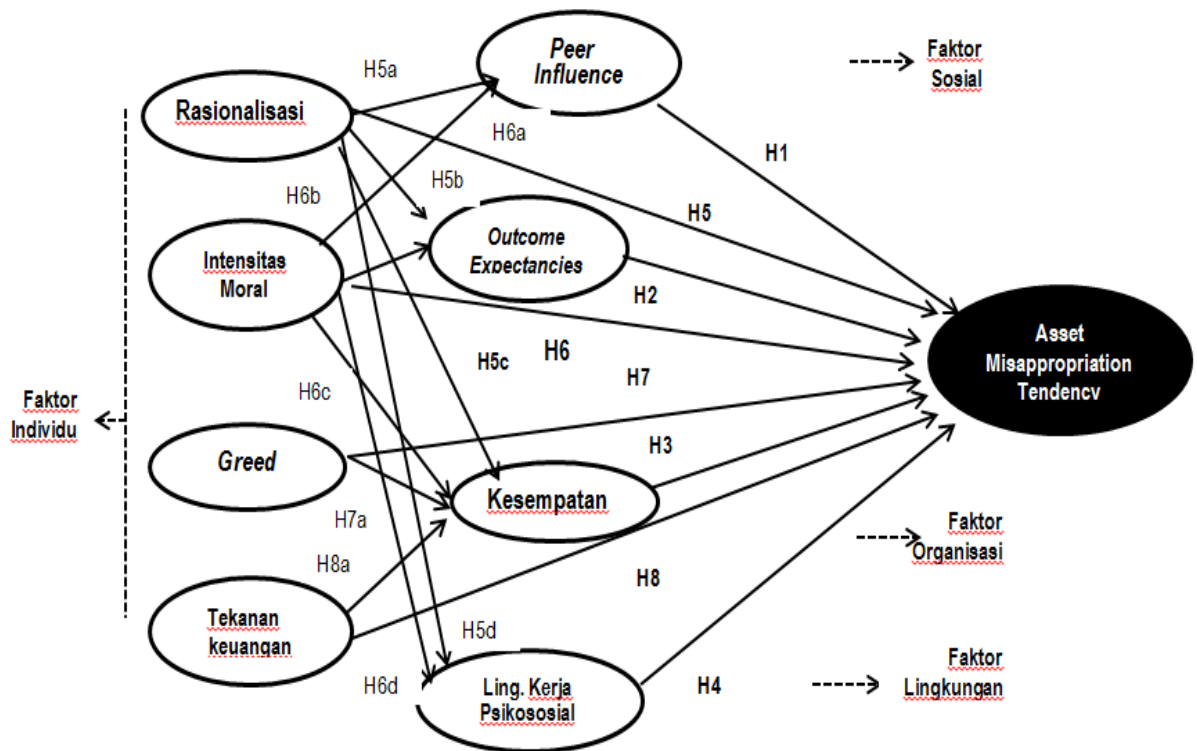 Peer
Influence
Faktor
Sosial
H5a
Rasionalisasi
H6a
H1
H5b
H6b
H5
Outcome
Expectancies
Intensitas
Moral
H2
Asset
Misappropriation
Tendency
H5c
H6
H7
H6c
Faktor
Individu
Greed
H3
Kesempatan
H7a
Faktor
Organisasi
H8a
H8
Tekanan
keuangan
H5d
H6d
Ling. Kerja
Psikososial
H4
Faktor
Lingkungan